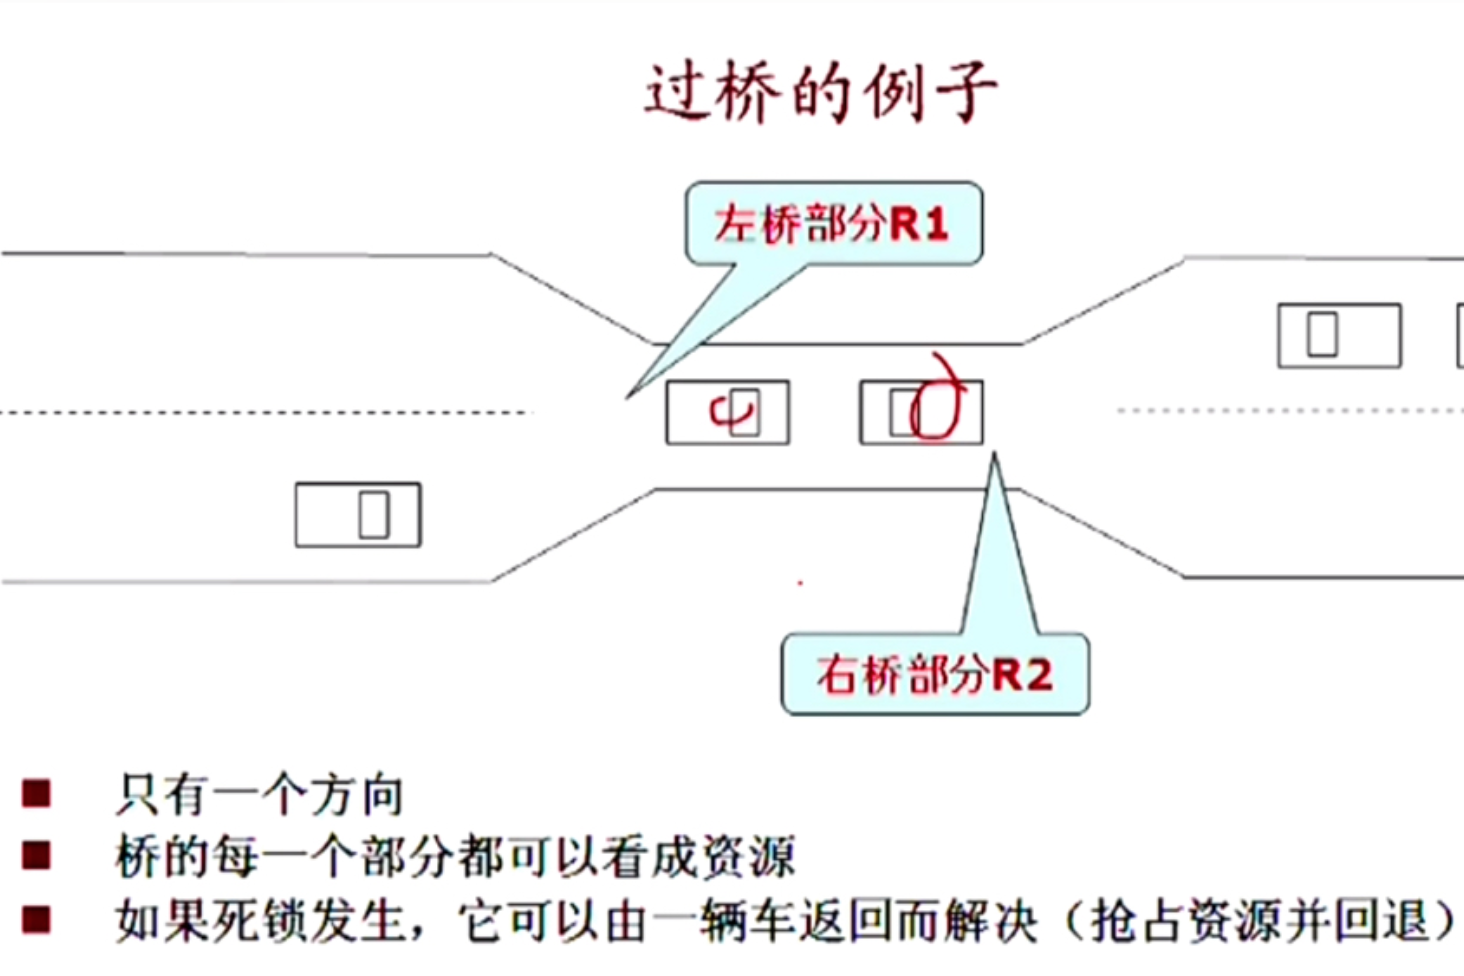 过桥的例子
左桥部分R1
右桥部分R2
只有一个方向
桥的每一个部分都可以看成资源
如果死锁发生，它可以由一辆车返回而解决（抢占资源并回退）